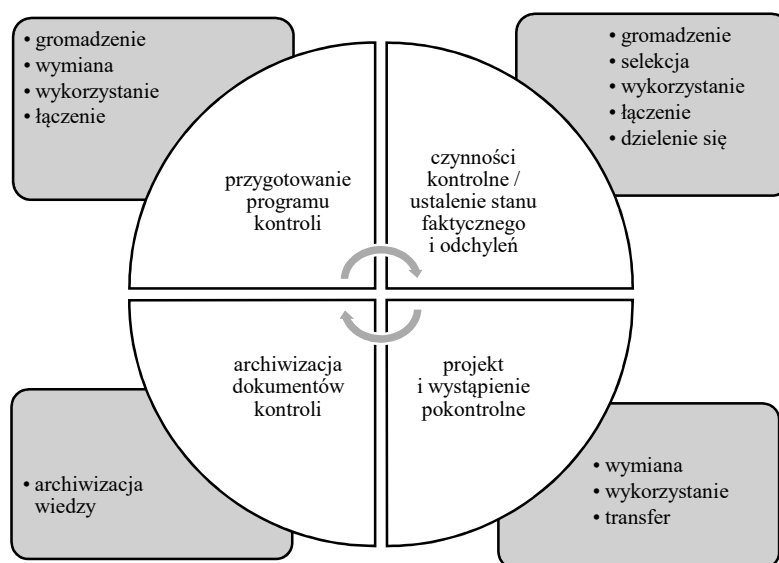 • gromadzenie
• wymiana
• wykorzystanie
• łączenie
• gromadzenie
• selekcja
• wykorzystanie
• łączenie
• dzielenie się
przygotowanie
programu
kontroli
czynności
kontrolne /
ustalenie stanu
faktycznego
i odchyleń
archiwizacja
dokumentów
kontroli
projekt
i wystąpienie
pokontrolne
• archiwizacja
wiedzy
• wymiana
• wykorzystanie
• transfer